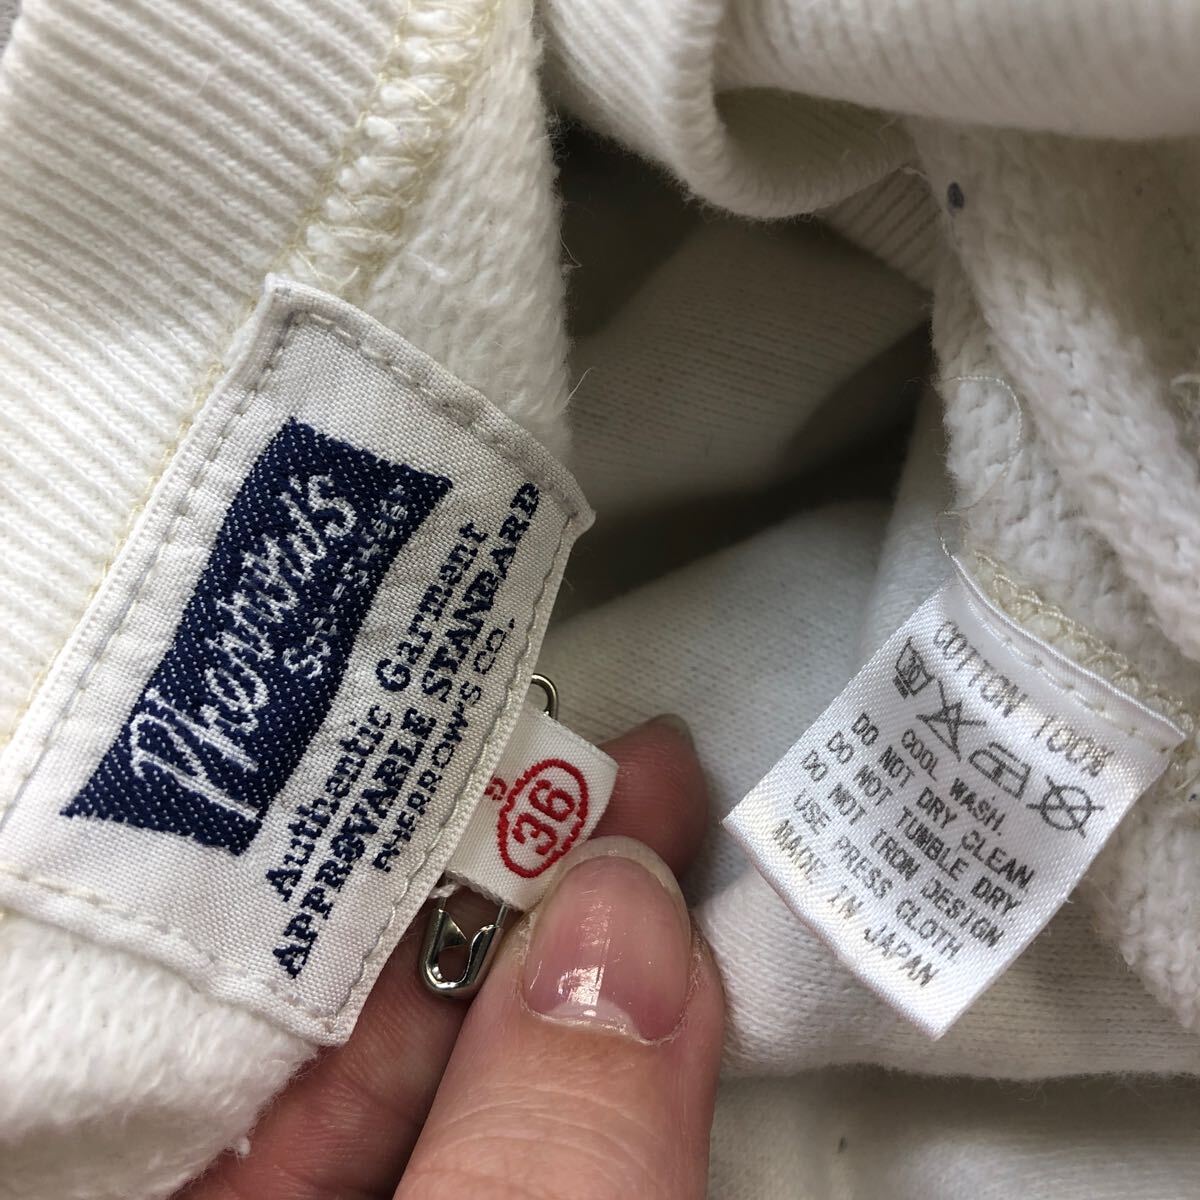 Pherrow's
Authentic Garment
APPROVABLE STANDARD
PHERROW'S CO.
36
COTTON 100%
COOL WASH.
DO NOT DRY CLEAN
DO NOT TUMBLE DRY
DO NOT IRON DESIGN
USE PRESS CLOTH.
MADE IN JAPAN